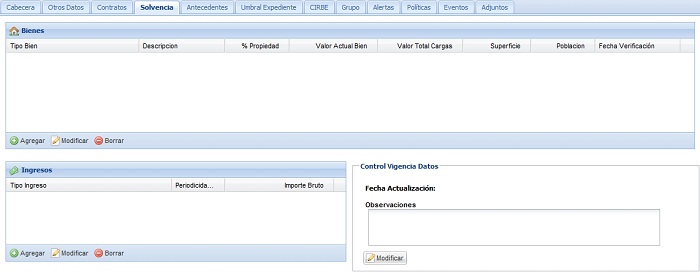 Cabecera Otros Datos Contratos Solvencia Antecedentes Umbral Expediente CIRBE Grupo Alertas Políticas Eventos Adjuntos
Bienes
Tipo Bien Descripcion % Propiedad Valor Actual Bien Valor Total Cargas Superficie Poblacion Fecha Verificación
Agregar Modificar Borrar
Ingresos
Tipo Ingreso Periodicida... Importe Bruto
Agregar Modificar Borrar
Control Vigencia Datos
Fecha Actualización:
Observaciones
Modificar